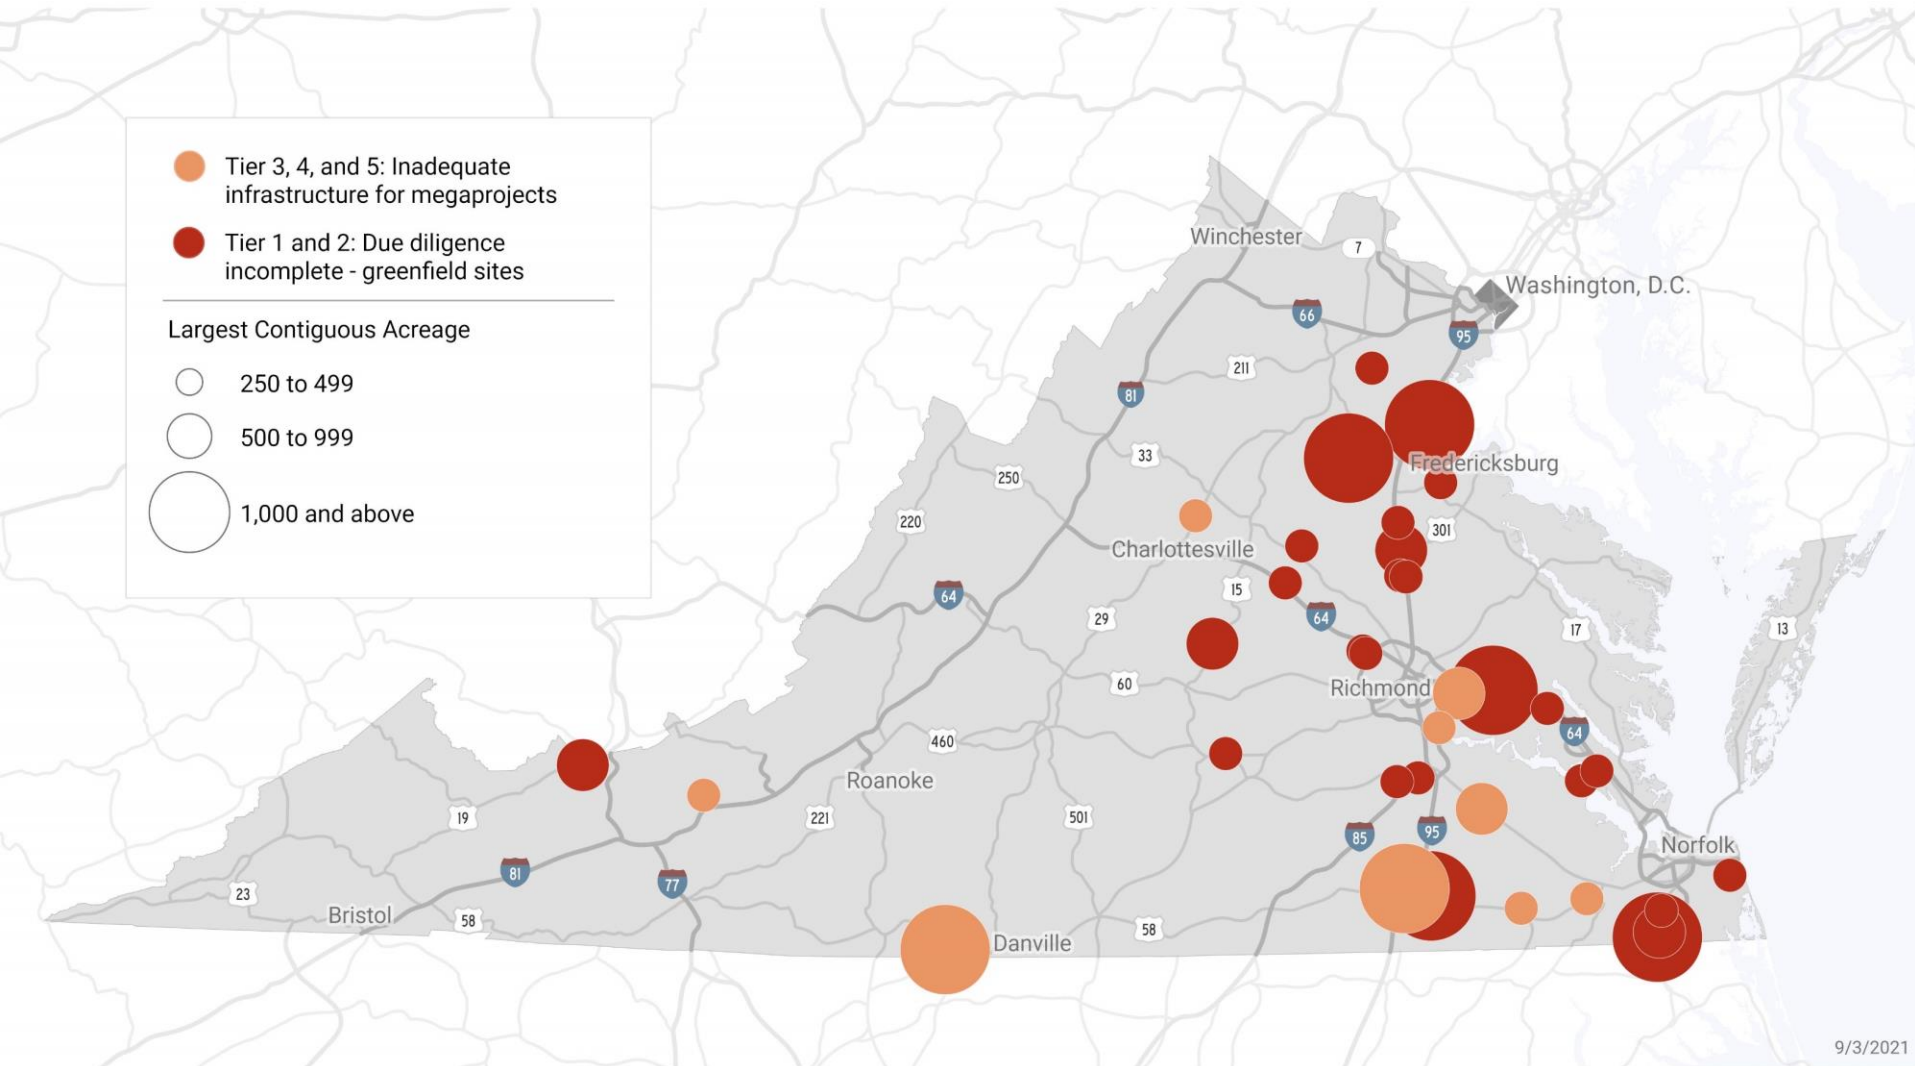 Tier 3, 4, and 5: Inadequate
infrastructure for megaprojects
Tier 1 and 2: Due diligence
incomplete - greenfield sites
Largest Contiguous Acreage
250 to 499
500 to 999
1,000 and above
Winchester
7
Washington, D.C.
66
95
211
81
33
Fredericksburg
250
220
301
Charlottesville
15
64
64
29
17
13
60
Richmond
64
460
Roanoke
19
221
501
85
95
Norfolk
81
77
23
Bristol
58
58
Danville
9/3/2021